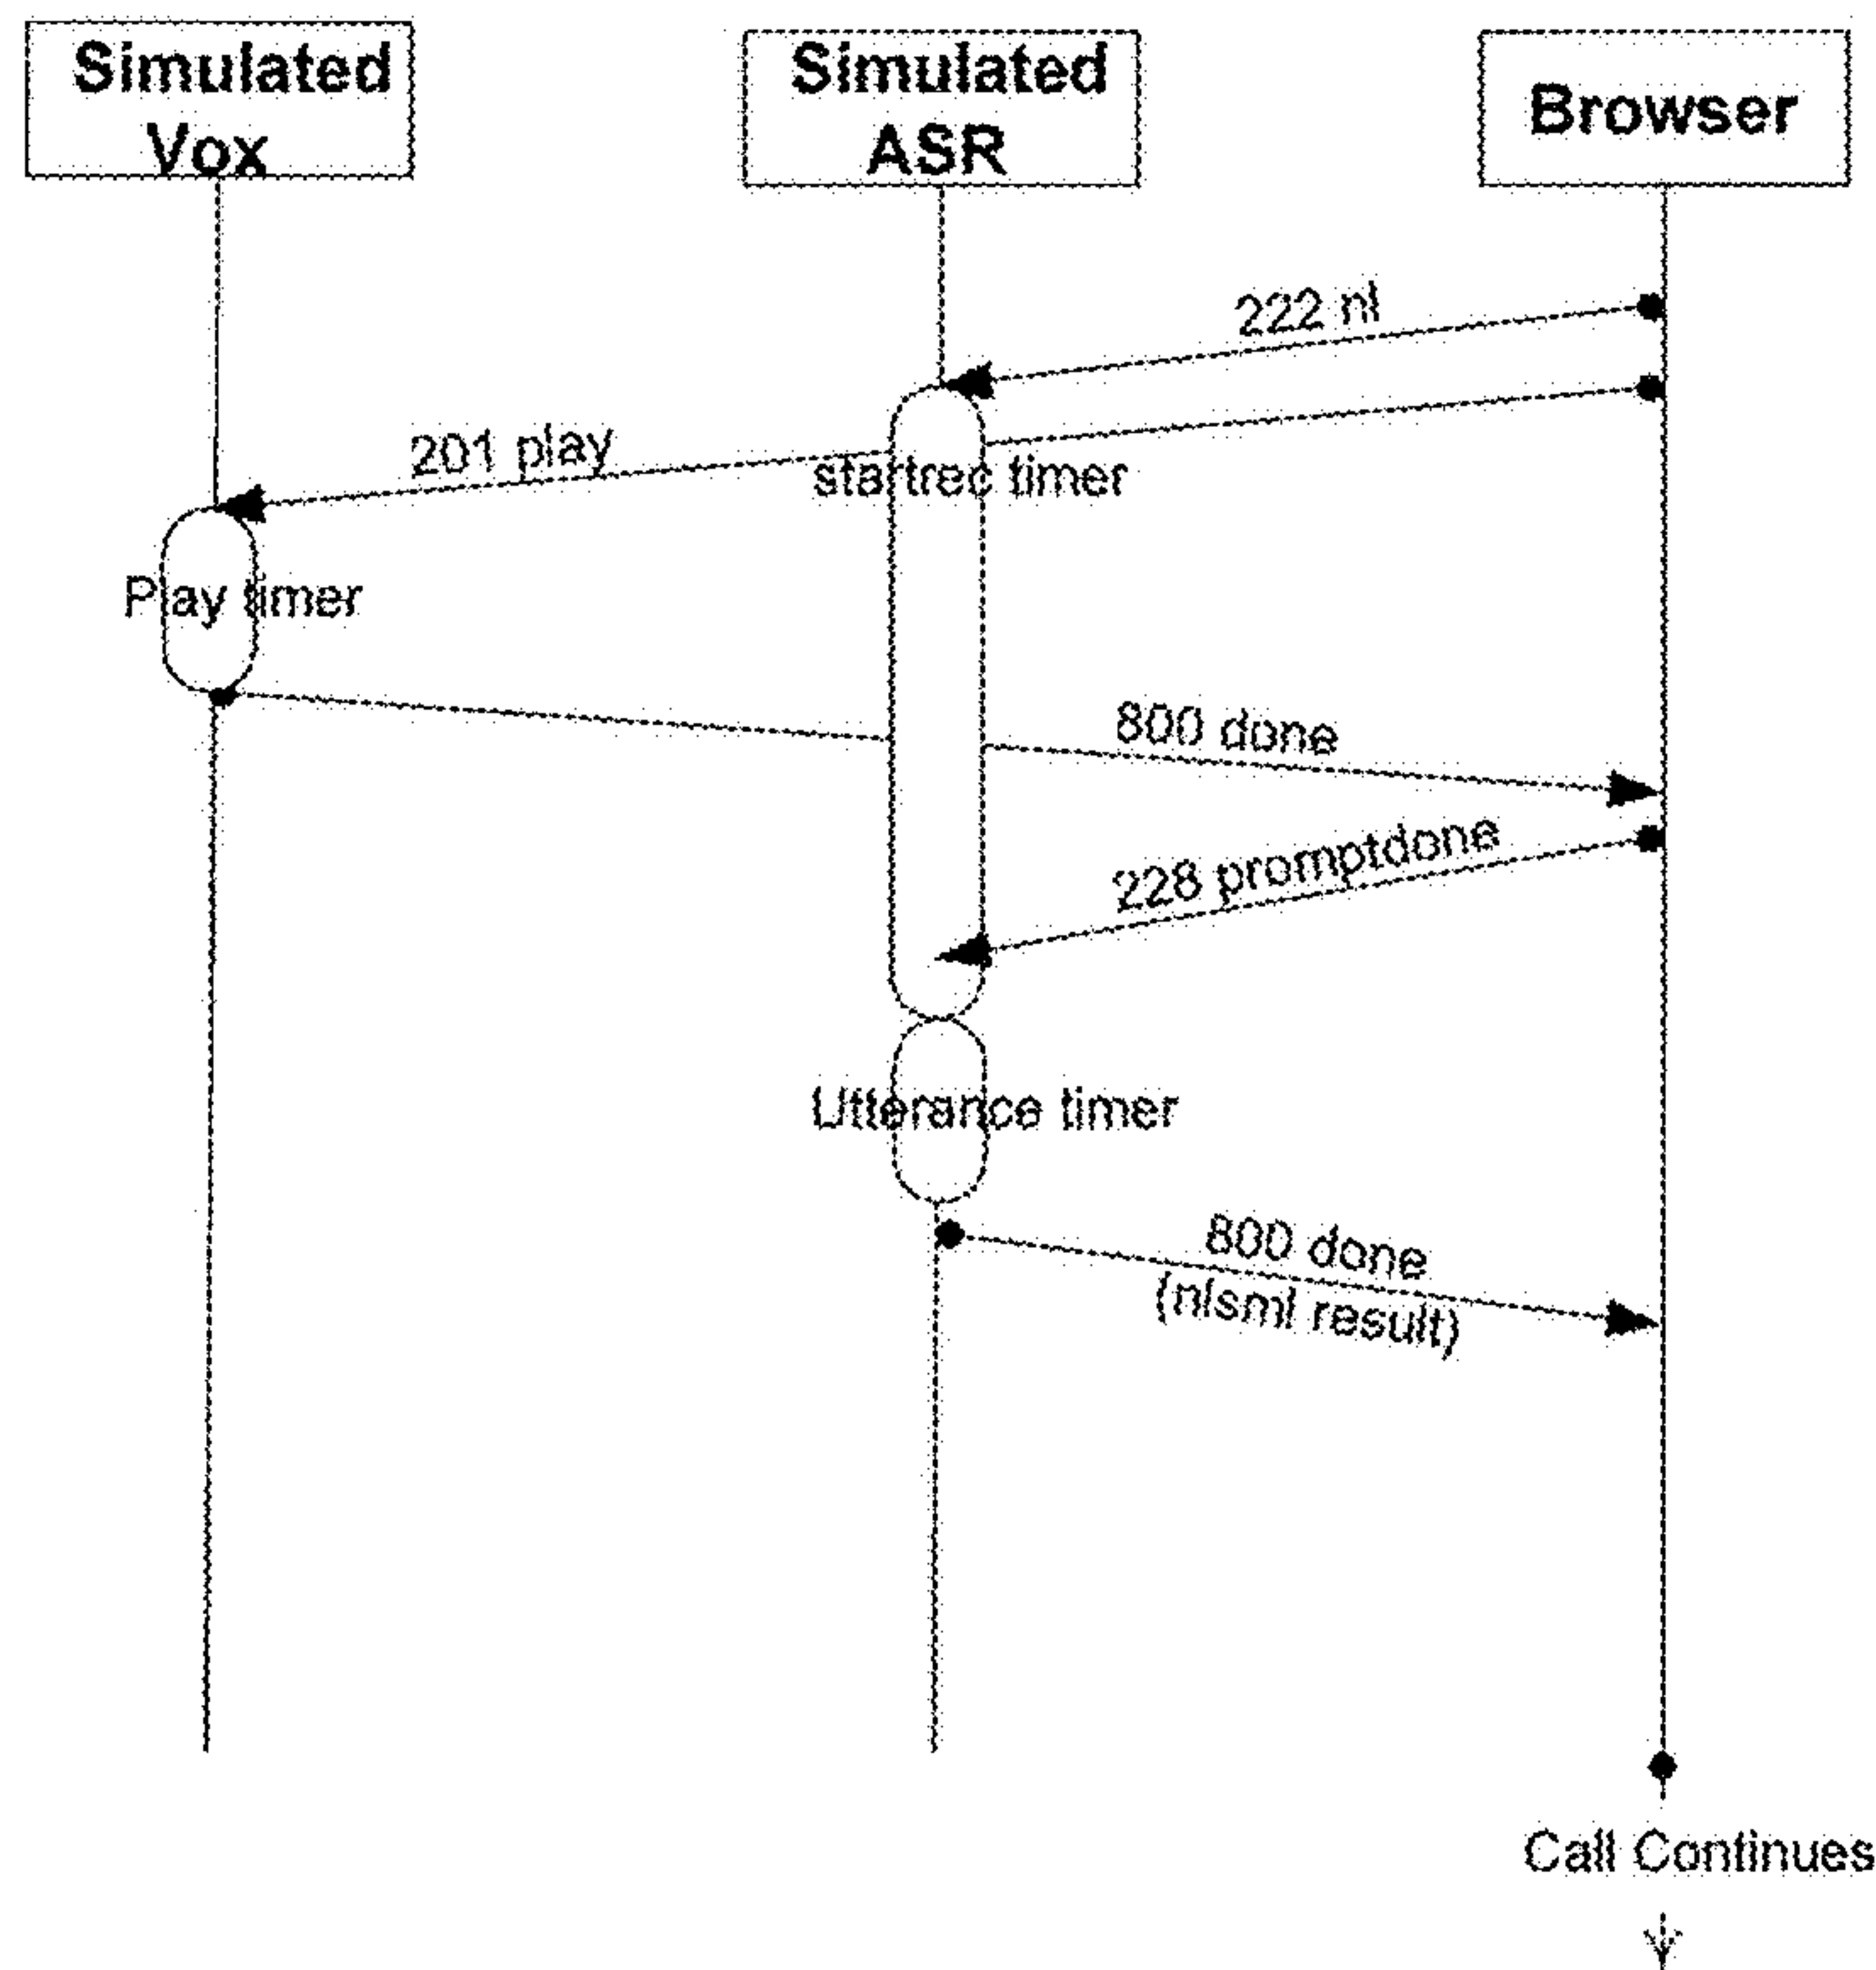 Simulated
Vox
Simulated
ASR
Browser
222 nl
201 play
startrec timer
Play timer
800 done
228 promptdone
Utterance timer
800 done
(nlsml result)
Call Continues